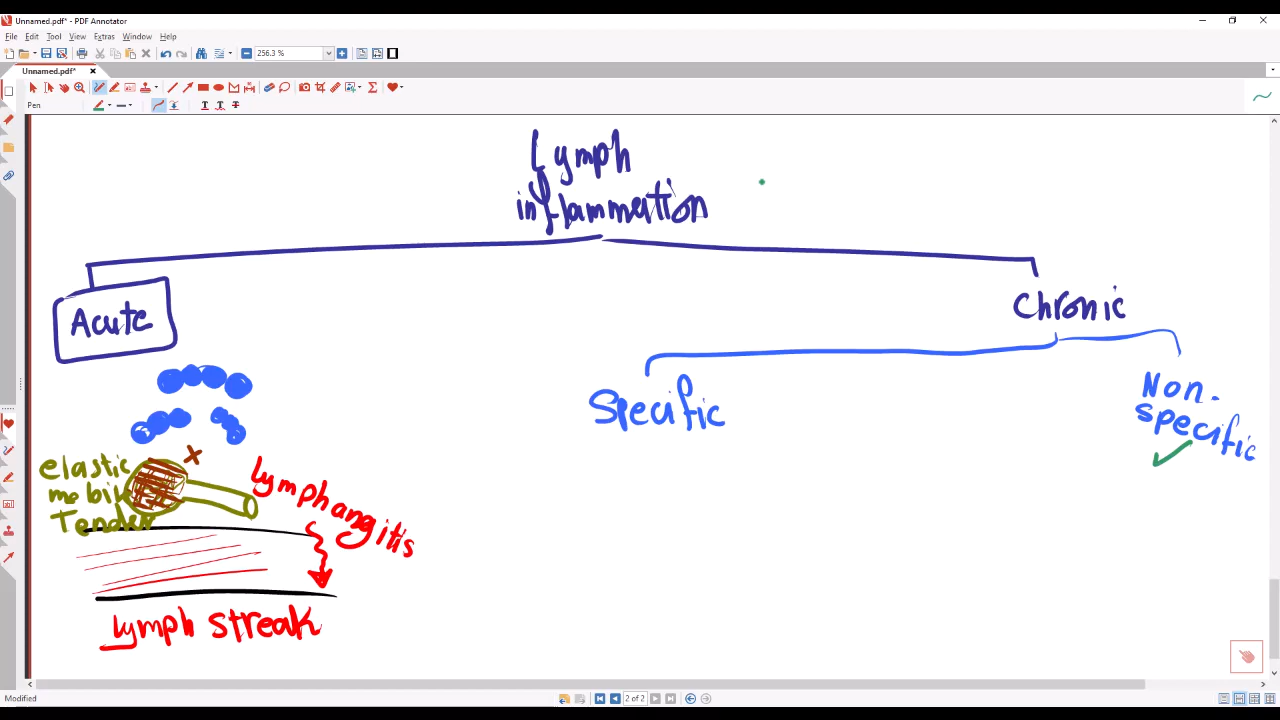 Unnamed.pdf* - PDF Annotator
File Edit Tool View Extras Window Help
256.3 %
Unnamed.pdf*
Pen
Lymph
inflammation
Acute
Chronic
Specific
Non-
specific
elastic
mobile
Tender
lymphangitis
lymph streak
Modified
2 of 2